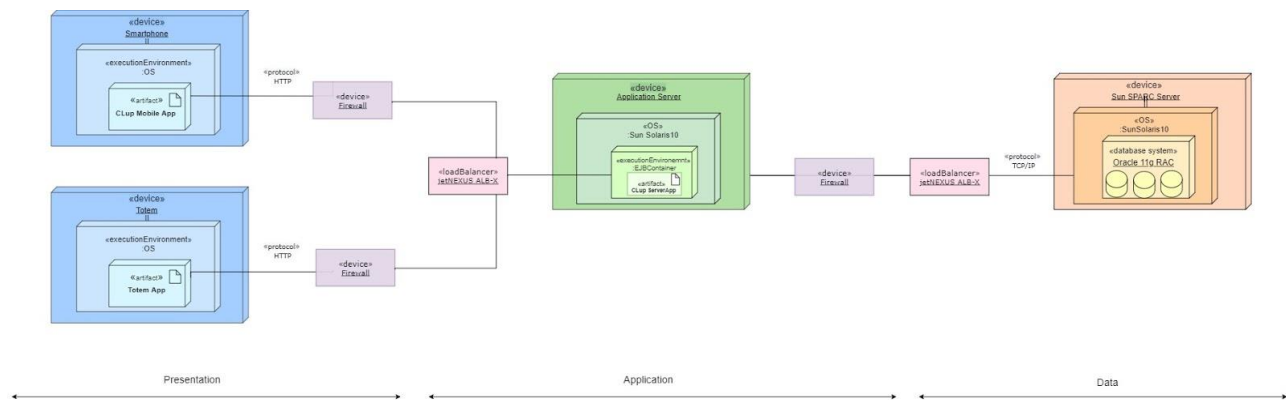 «device»
Smartphone
«executionEnvironment»
:OS
«artifact»
CLup Mobile App
«protocol»
HTTP
«device»
Firewall
«device»
Totem
«executionEnvironment»
:OS
«artifact»
Totem App
«protocol»
HTTP
«device»
Firewall
«loadBalancer»
jetNEXUS ALB-X
«device»
Application Server
«OS»
:Sun Solaris10
«executionEnvironemnt»
:EJBContainer
«artifact»
CLup ServerApp
«device»
Firewall
«loadBalancer»
jetNEXUS ALB-X
«protocol»
TCP/IP
«device»
Sun SPARC Server
«OS»
:SunSolaris10
«database system»
Oracle 11g RAC
Presentation
Application
Data